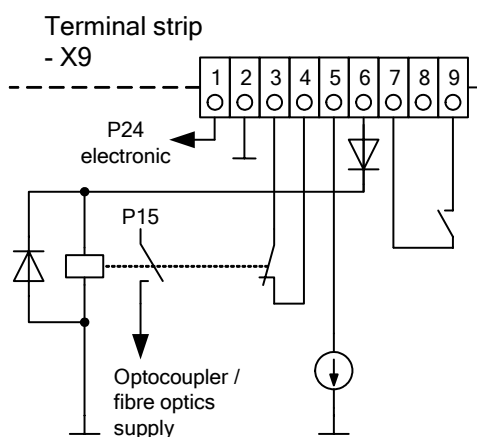 Terminal strip
- X9
1 2 3 4 5 6 7 8 9
P24
electronic
P15
Optocoupler /
fibre optics
supply